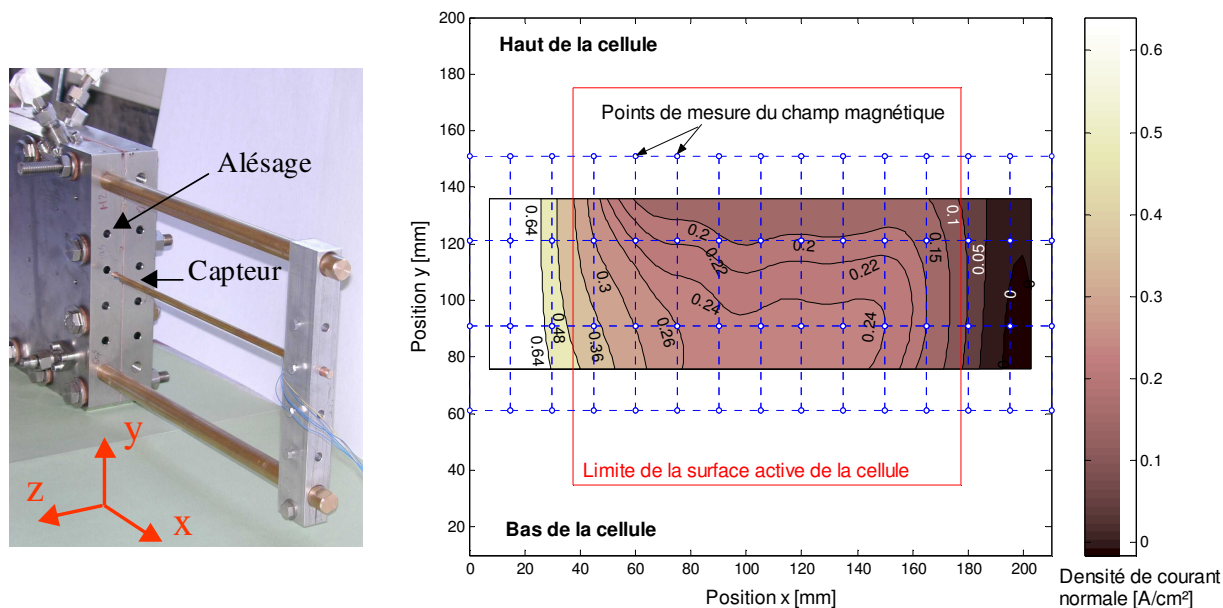 Alésage
Capteur
y
z
x
Haut de la cellule
Points de mesure du champ magnétique
Limite de la surface active de la cellule
Bas de la cellule
Position y [mm]
200
180
160
140
120
100
80
60
40
20
0 20 40 60 80 100 120 140 160 180 200
Position x [mm]
0.64
0.48
0.64
0.36
0.3
0.26
0.24
0.22
0.2
0.2
0.22
0.24
0.15
0.1
0.05
0
0.6
0.5
0.4
0.3
0.2
0.1
0
Densité de courant
normale [A/cm²]